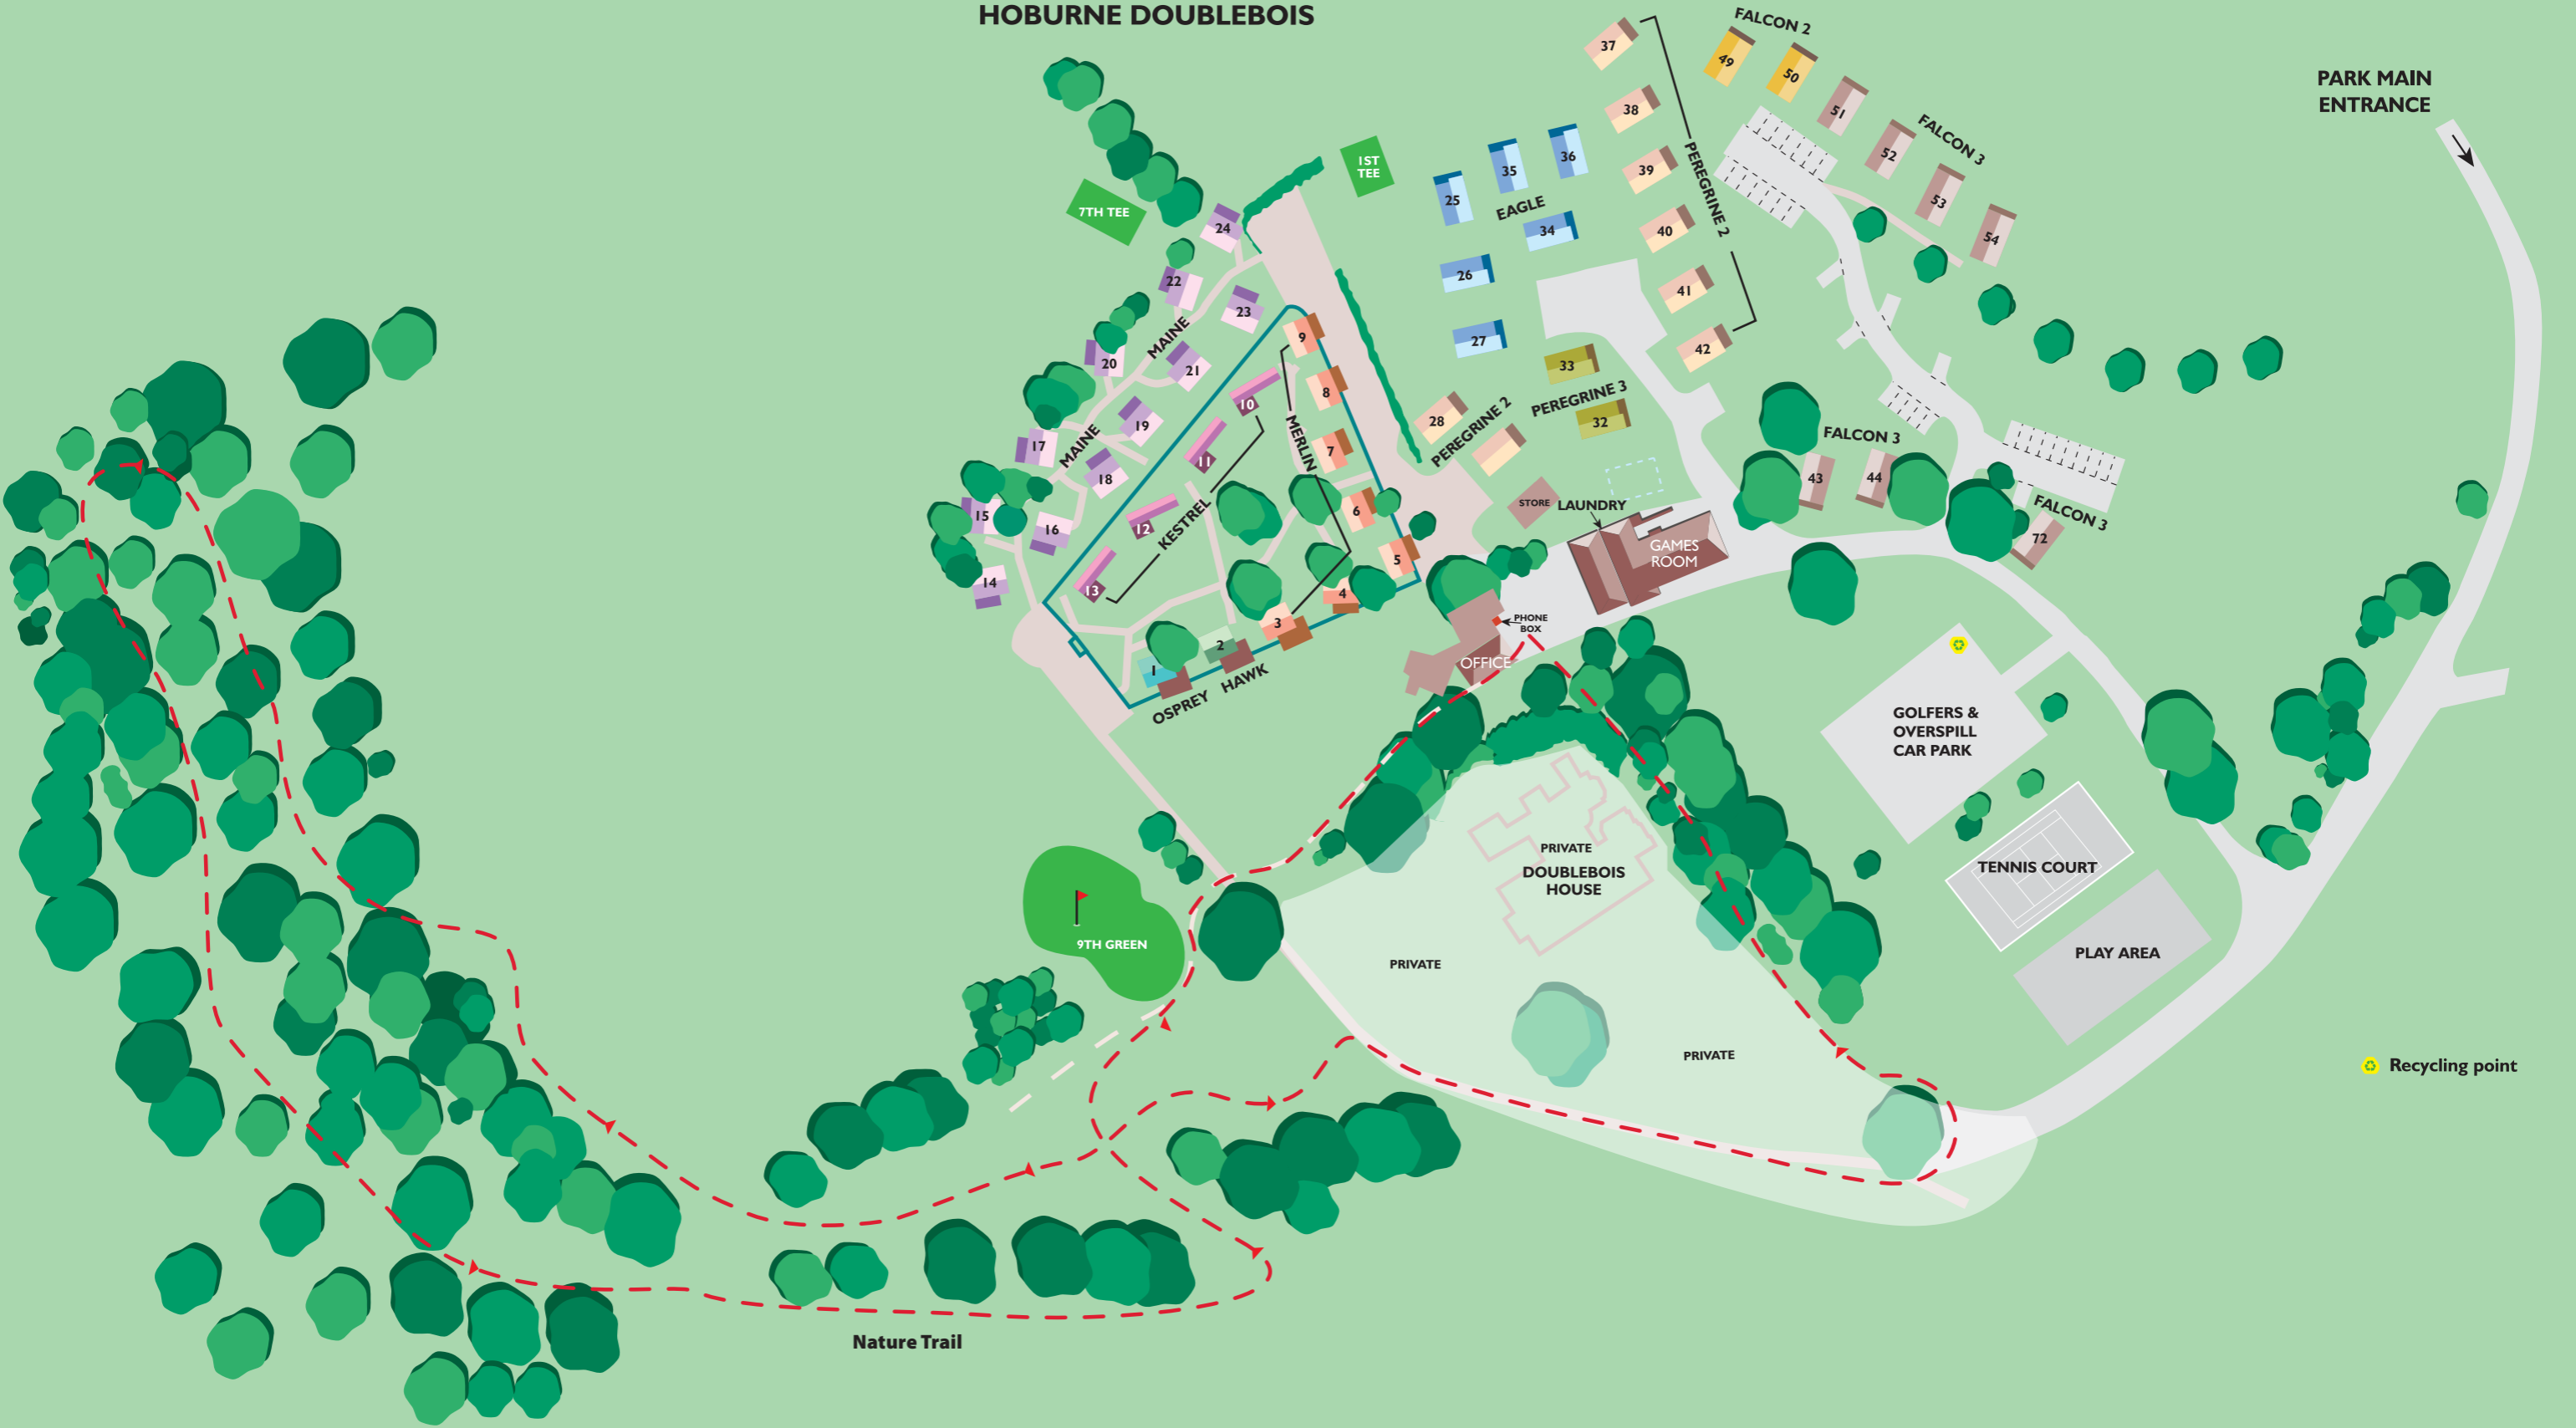 HOBURNE DOUBLEBOIS
FALCON 2
PARK MAIN
ENTRANCE
37
38
39
40
41
42
PEREGRINE 2
49
50
51
52
53
54
FALCON 3
1ST
TEE
7TH TEE
25
35
36
EAGLE
34
26
27
33
PEREGRINE 3
32
28
PEREGRINE 2
24
22
23
MAINE
20
21
19
17
MAINE
18
15
16
14
9
8
10
MERLIN
7
11
12
KESTREL
6
5
13
4
3
2
1
OSPREY
HAWK
STORE
LAUNDRY
GAMES
ROOM
FALCON 3
43
44
FALCON 3
72
PHONE
BOX
OFFICE
GOLFERS &
OVERSPILL
CAR PARK
TENNIS COURT
PLAY AREA
PRIVATE
DOUBLEBOIS
HOUSE
PRIVATE
PRIVATE
9TH GREEN
Recycling point
Nature Trail